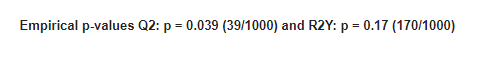 Empirical p-values Q2: p = 0.039 (39/1000) and R2Y: p = 0.17 (170/1000)